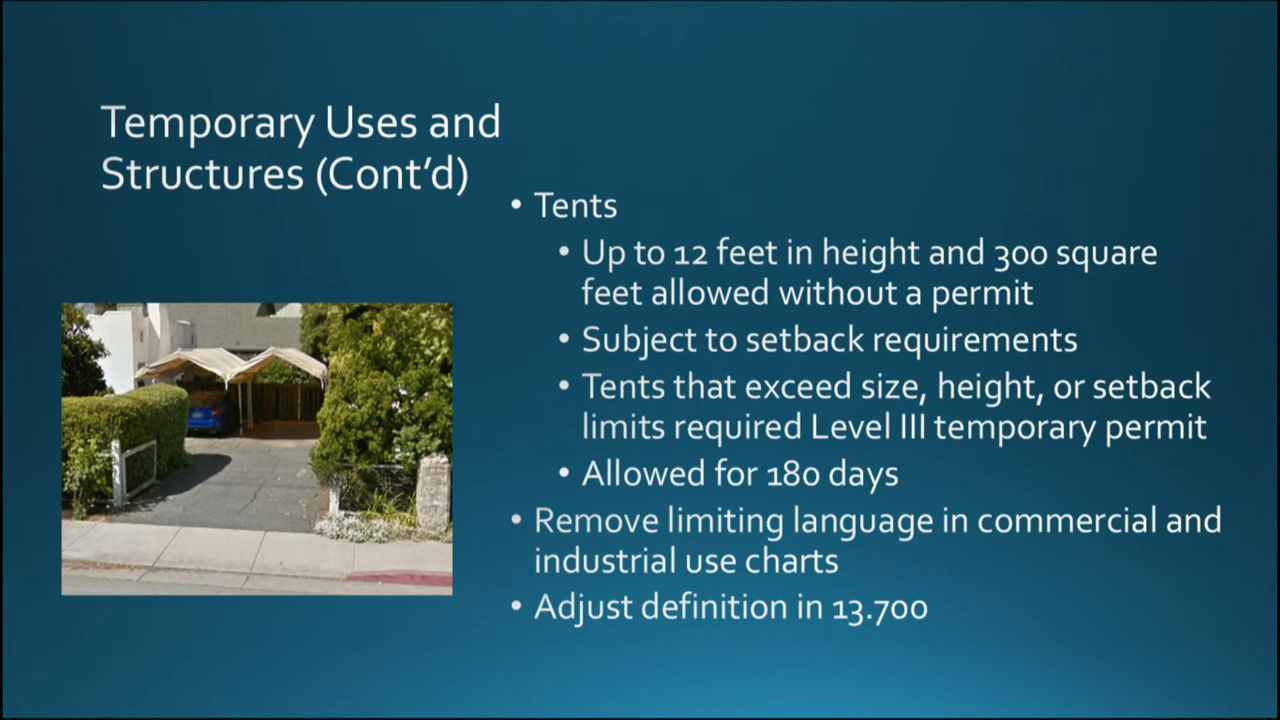 Temporary Uses and
Structures (Cont’d)
• Tents
• Up to 12 feet in height and 300 square
feet allowed without a permit
• Subject to setback requirements
• Tents that exceed size, height, or setback
limits required Level III temporary permit
• Allowed for 180 days
• Remove limiting language in commercial and
industrial use charts
• Adjust definition in 13.700